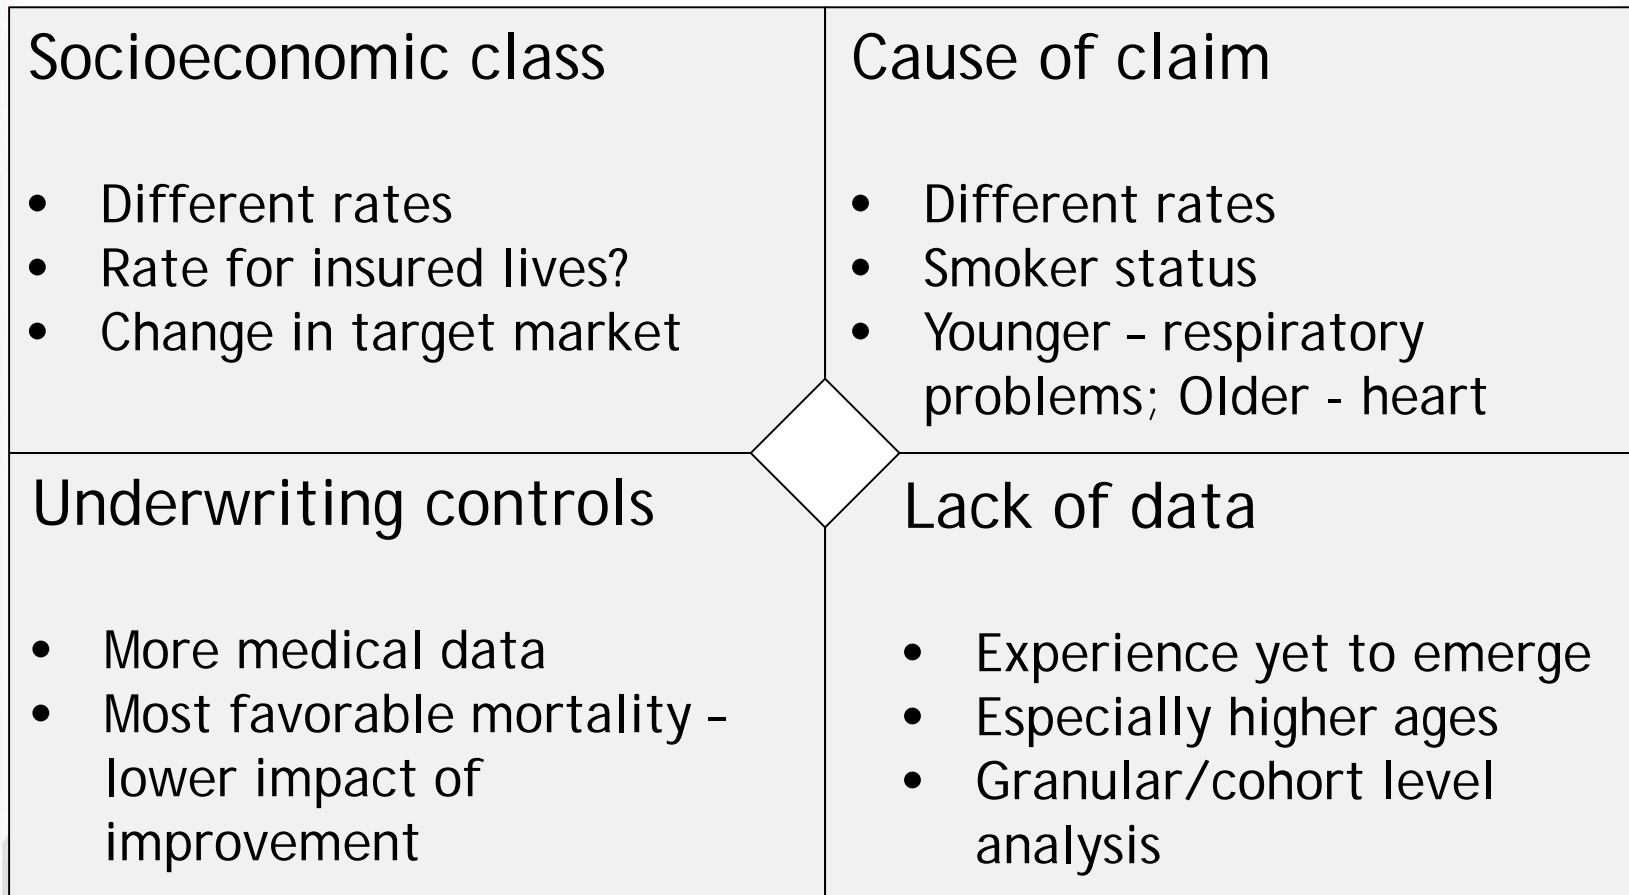 Socioeconomic class
• Different rates
• Rate for insured lives?
• Change in target market
Cause of claim
• Different rates
• Smoker status
• Younger – respiratory
problems; Older - heart
Underwriting controls
• More medical data
• Most favorable mortality –
lower impact of
improvement
Lack of data
• Experience yet to emerge
• Especially higher ages
• Granular/cohort level
analysis